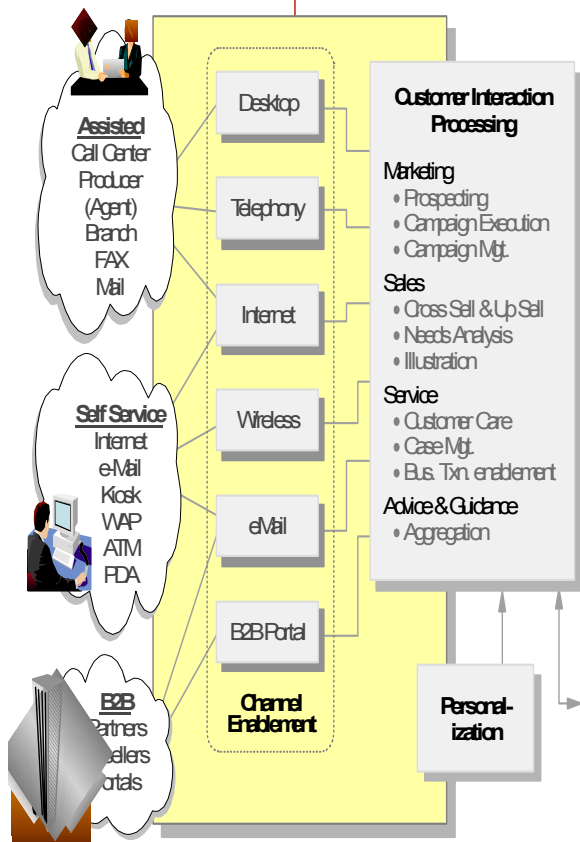 Assisted
Call Center
Producer
(Agent)
Branch
FAX
Mail
Self Service
Internet
e-Mail
Kiosk
WAP
ATM
PDA
B2B
Desktop
Telephony
Internet
Wireless
eMail
B2B Portal
Channel
Enablement
Customer Interaction
Processing
Marketing
• Prospecting
• Campaign Execution
• Campaign Mgt.
Sales
• Cross Sell & Up Sell
• Needs Analysis
• Illustration
Service
• Customer Care
• Case Mgt.
• Bus. Txn. enablement
Advice & Guidance
• Aggregation
Personal-
ization